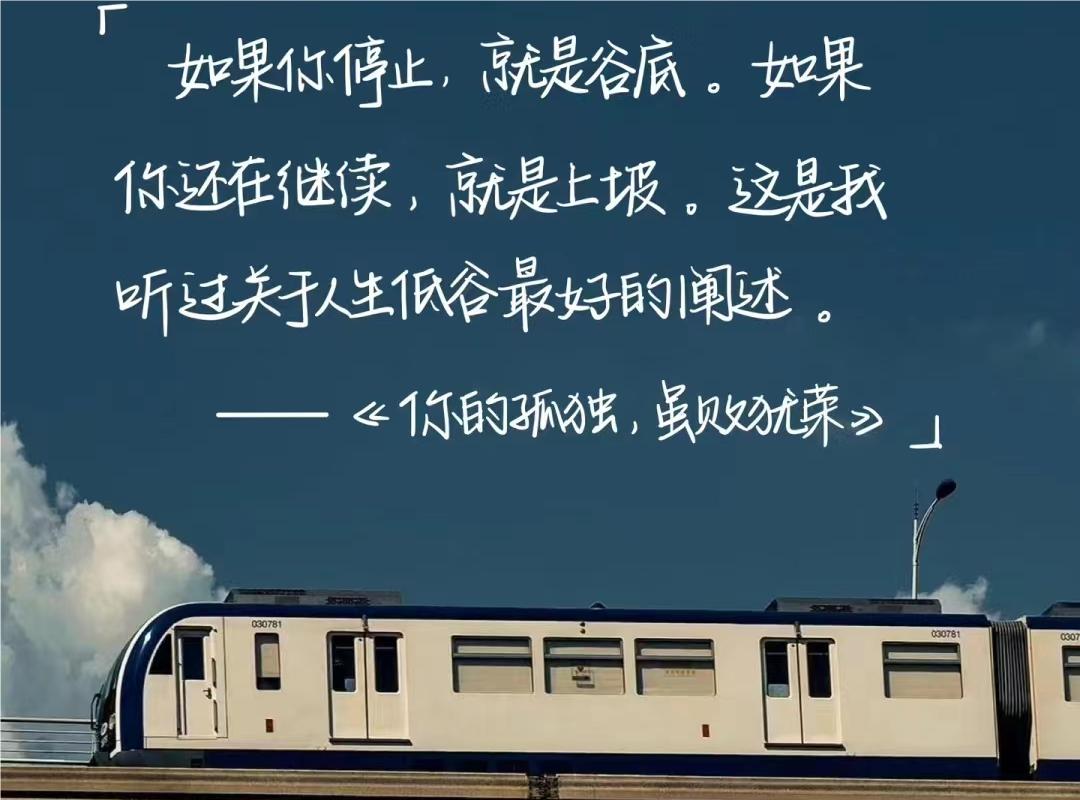 「
如果你停止，就是谷底。如果
你还在继续，就是上坡。这是我
听过关于人生低谷最好的阐述。
——《你的孤独，虽败犹荣》」
030781
030781